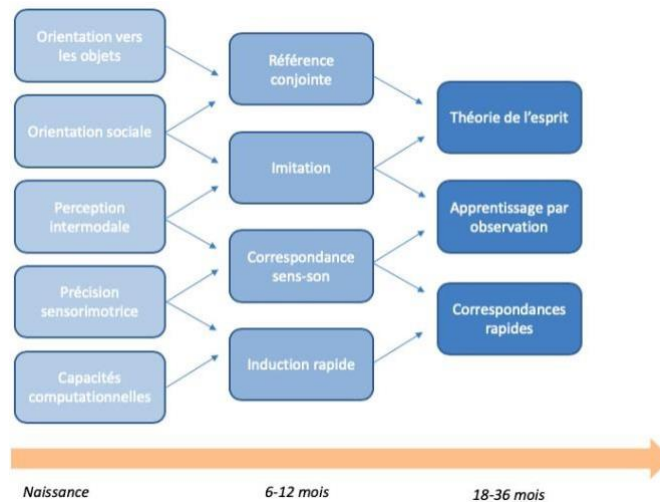 Orientation vers
les objets
Orientation sociale
Perception
intermodale
Précision
sensorimotrice
Capacités
computationnelles
Référence
conjointe
Imitation
Correspondance
sens-son
Induction rapide
Théorie de l'esprit
Apprentissage par
observation
Correspondances
rapides
Naissance
6-12 mois
18-36 mois